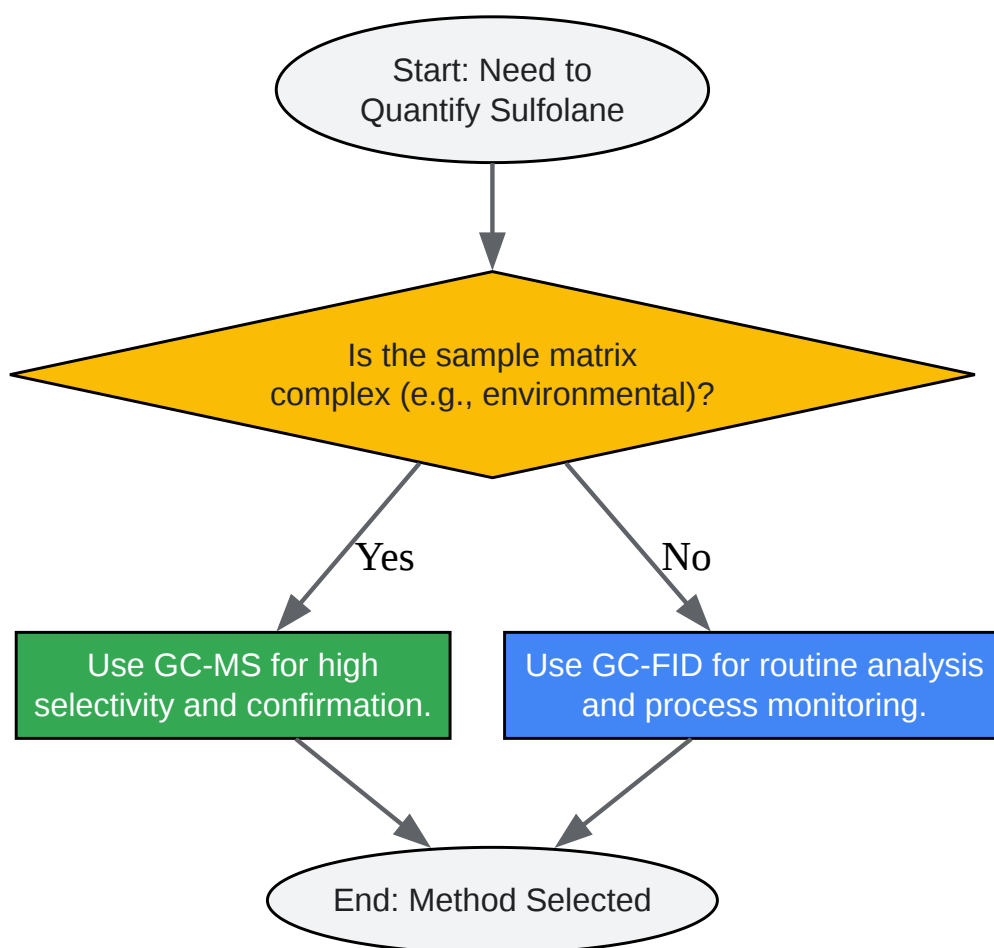 Start: Need to
Quantify Sulfolane
Is the sample matrix
complex (e.g., environmental)?
Yes
No
Use GC-MS for high
selectivity and confirmation.
Use GC-FID for routine analysis
and process monitoring.
End: Method Selected